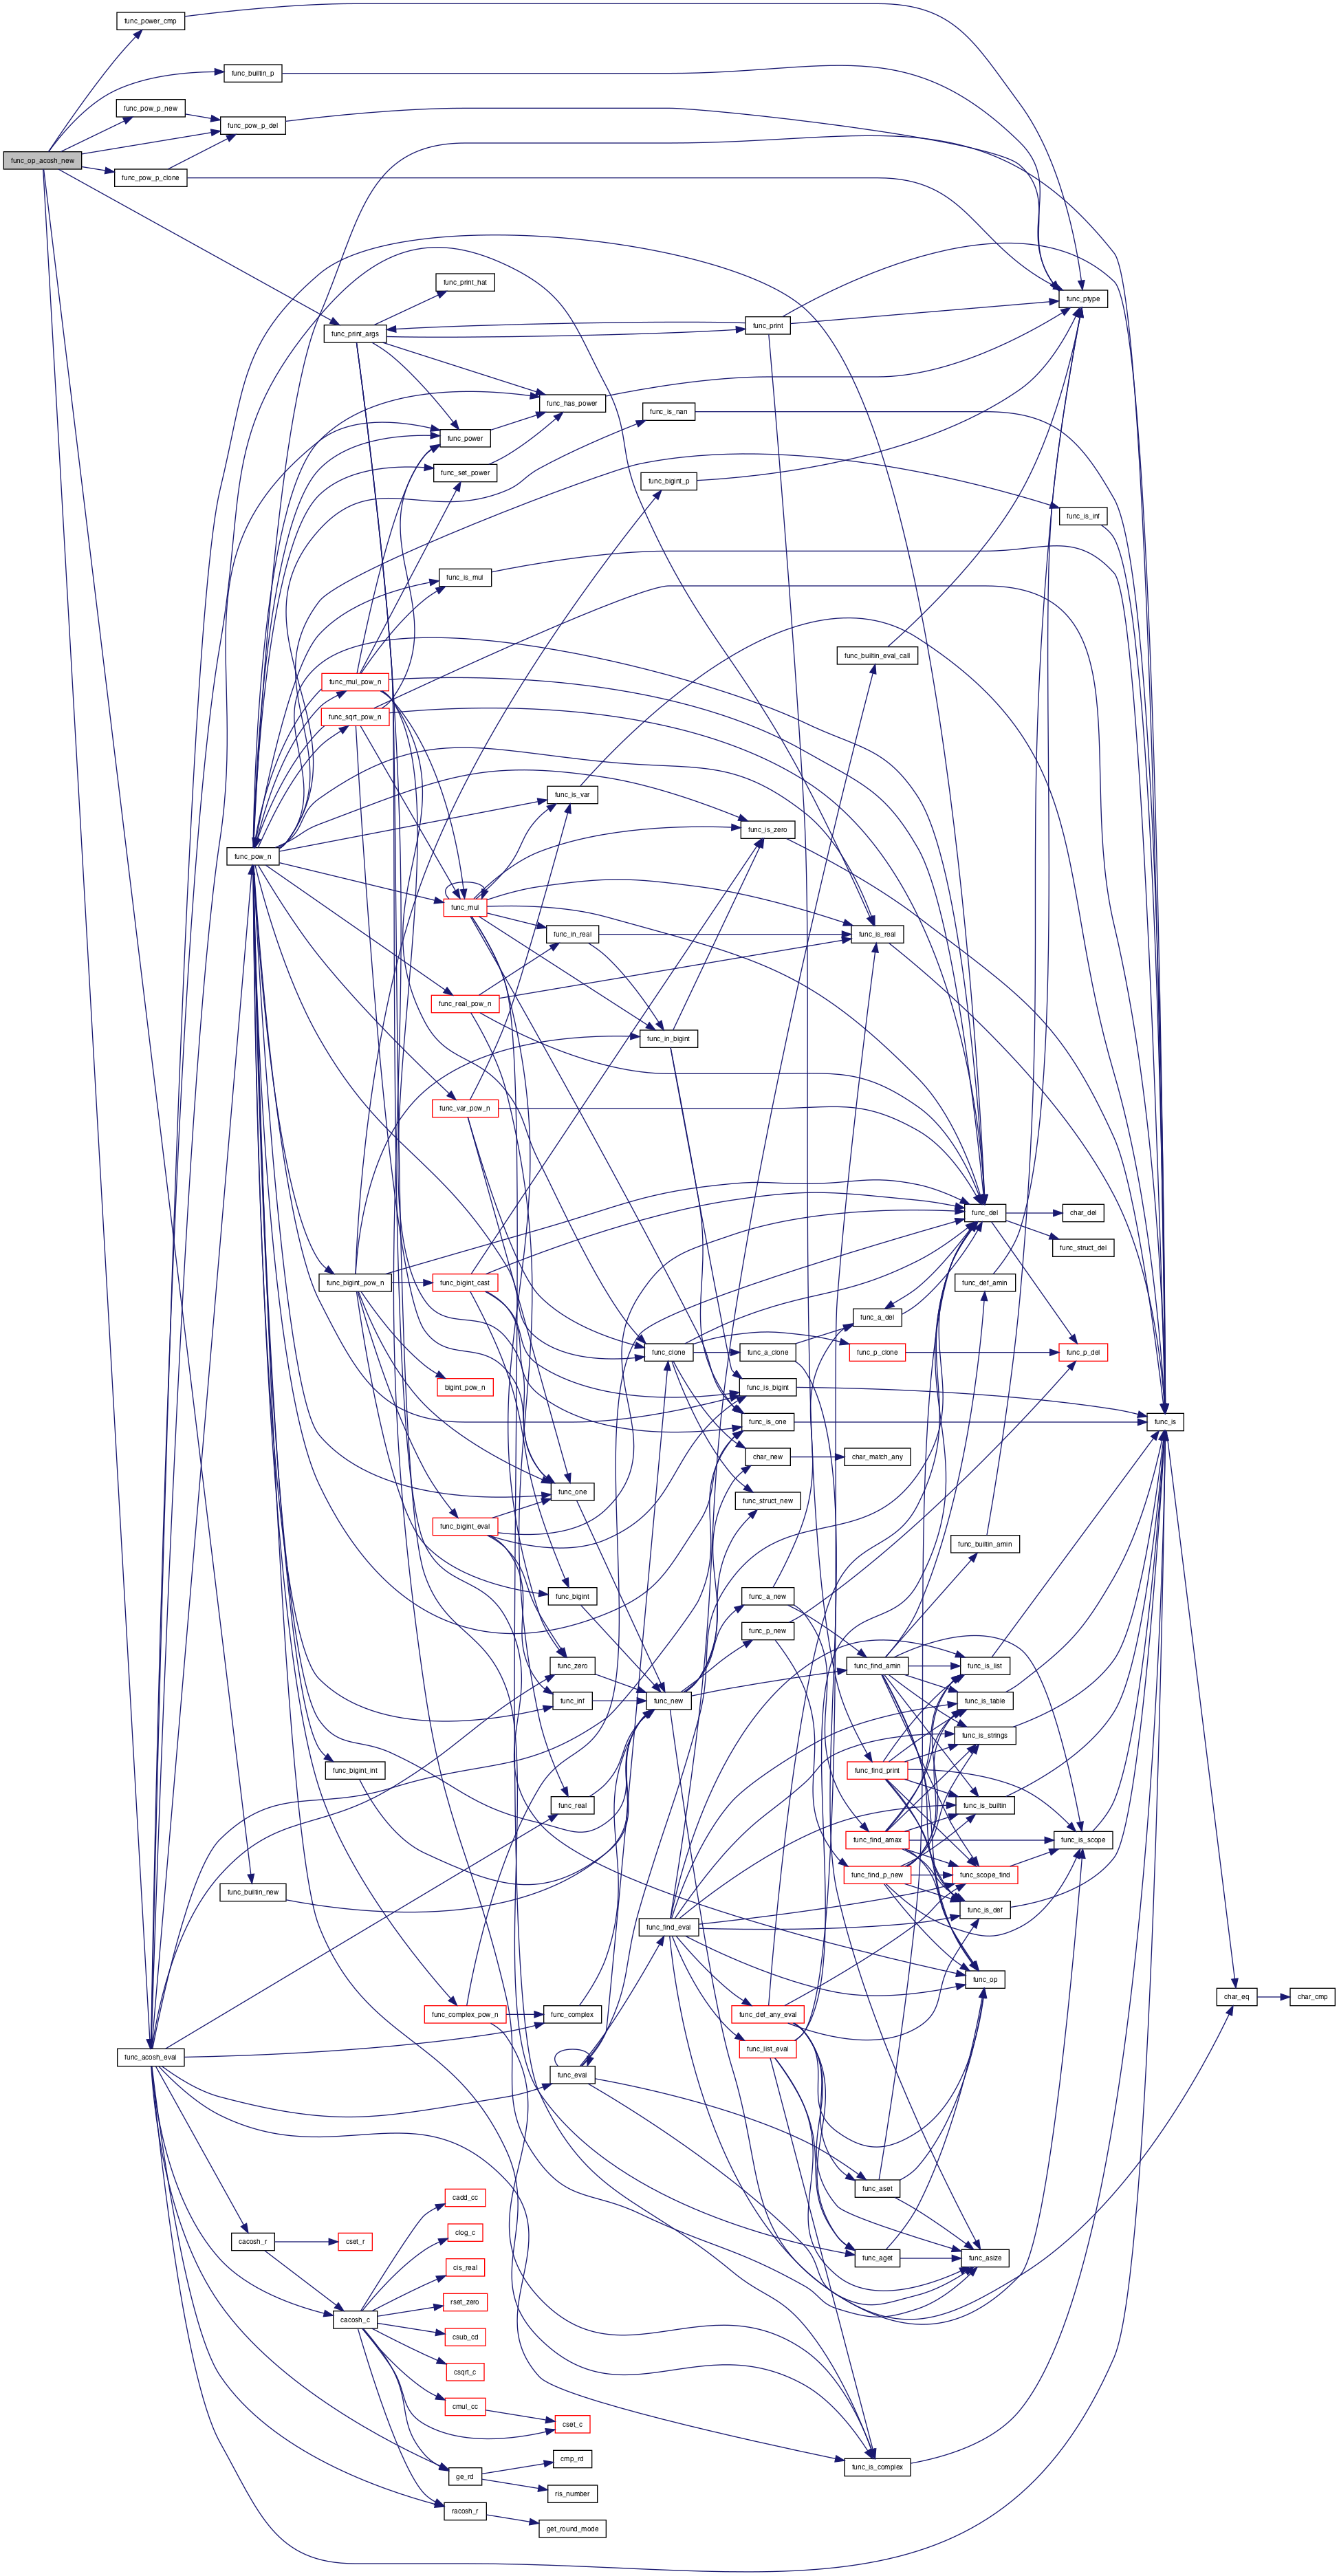 func_power_cmp
func_builtin_p
func_pow_p_new
func_pow_p_del
func_op_acosh_new
func_pow_p_clone
func_print_hat
func_ptype
func_print
func_print_args
func_has_power
func_is_nan
func_power
func_set_power
func_bigint_p
func_is_inf
func_is_mul
func_builtin_eval_call
func_mul_pow_n
func_sqrt_pow_n
func_is_var
func_is_zero
func_pow_n
func_mul
func_in_real
func_is_real
func_real_pow_n
func_in_bigint
func_var_pow_n
func_del
char_del
func_struct_del
func_bigint_pow_n
func_bigint_cast
func_def_amin
func_a_del
func_clone
func_a_clone
func_p_clone
func_p_del
bigint_pow_n
func_is_bigint
func_is_one
func_is
char_new
char_match_any
func_one
func_struct_new
func_bigint_eval
func_builtin_amin
func_bigint
func_a_new
func_p_new
func_zero
func_find_amin
func_is_list
func_inf
func_new
func_is_table
func_is_strings
func_bigint_int
func_find_print
func_real
func_is_builtin
func_find_amax
func_is_scope
func_find_p_new
func_scope_find
func_builtin_new
func_is_def
func_find_eval
func_op
char_eq
char_cmp
func_complex_pow_n
func_complex
func_def_any_eval
func_list_eval
func_acosh_eval
func_eval
func_aset
cadd_cc
clog_c
cacosh_r
cset_r
func_aget
func_asize
cis_real
rset_zero
cacosh_c
csub_cd
csqrt_c
cmul_cc
cset_c
cmp_rd
func_is_complex
ge_rd
ris_number
racosh_r
get_round_mode